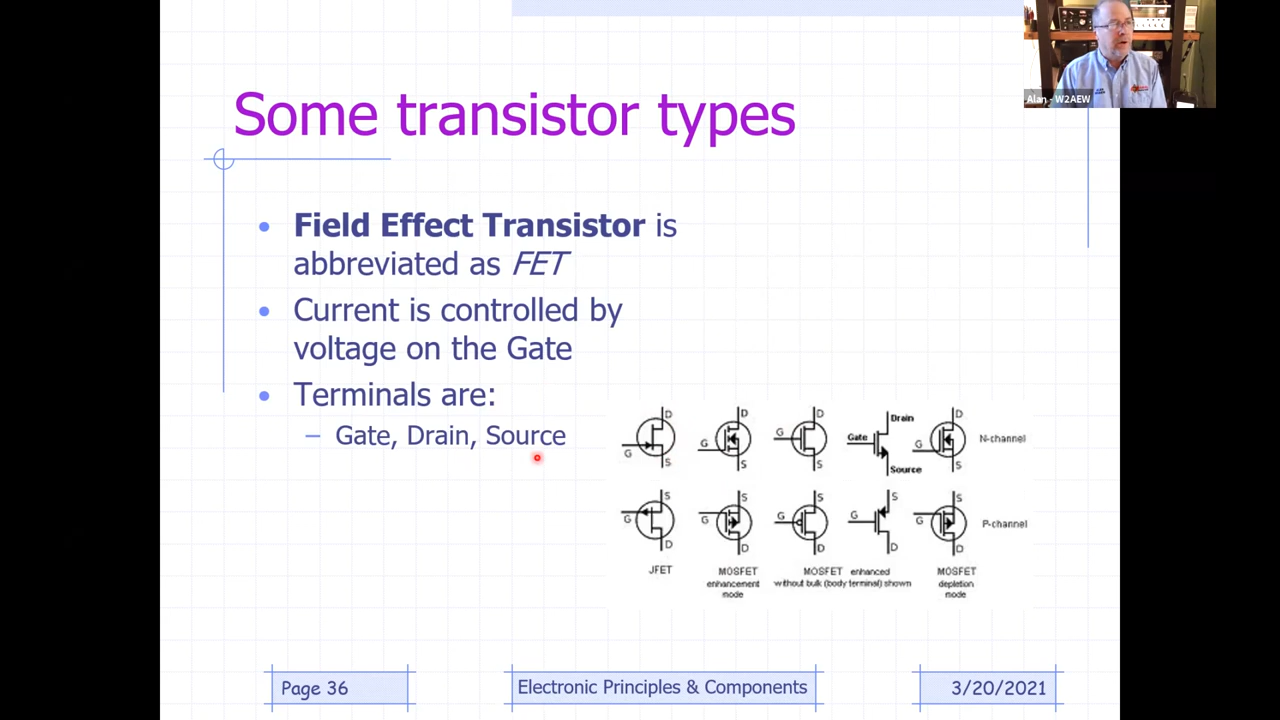 Alan - W2AEW
Some transistor types
• Field Effect Transistor is
abbreviated as FET
• Current is controlled by
voltage on the Gate
• Terminals are:
– Gate, Drain, Source
D D D Drain D
G G G Gate G N-channel
S S S Source S
S S S S S
G G G G G P-channel
D D D D D
JFET MOSFET MOSFET enhanced MOSFET
enhancement without bulk (body terminal) shown depletion
mode mode
Page 36 Electronic Principles & Components 3/20/2021